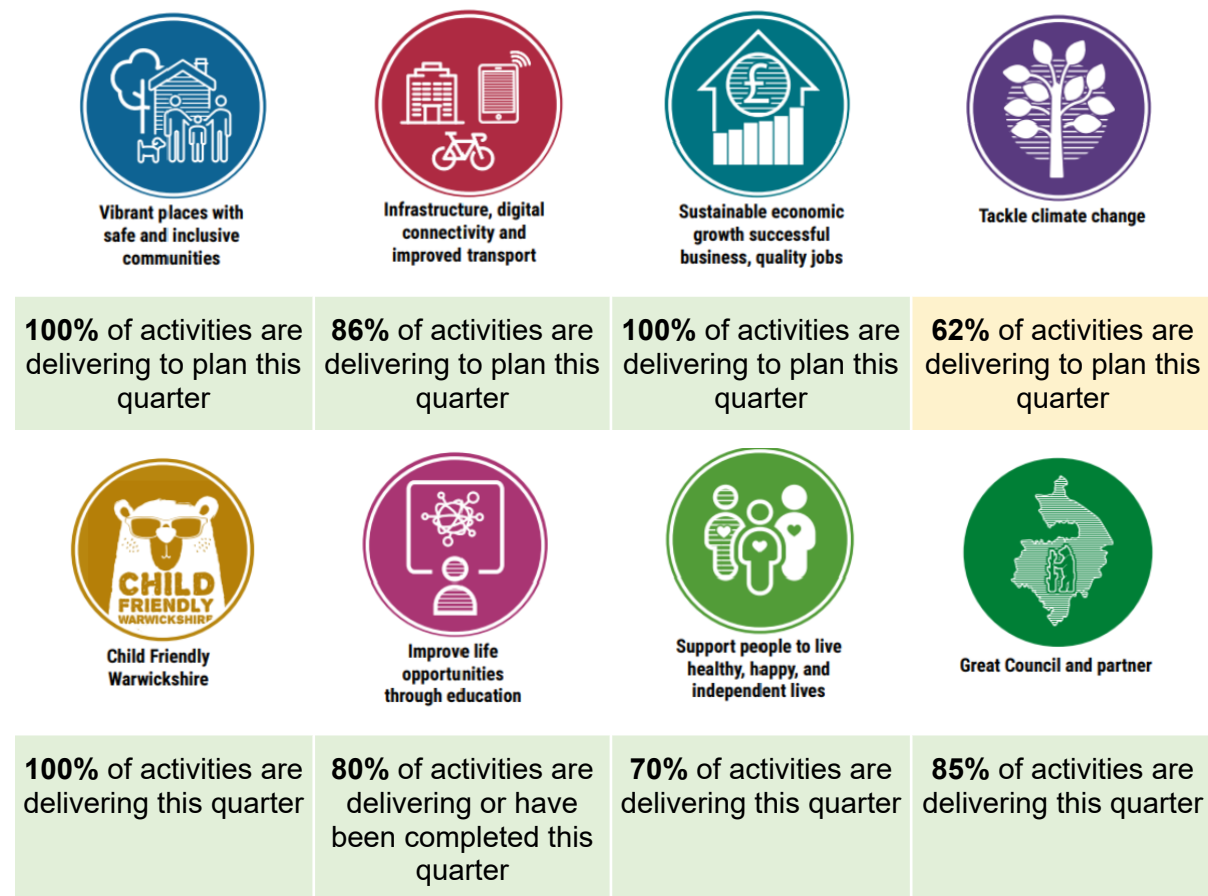 Vibrant places with
safe and inclusive
communities
Infrastructure, digital
connectivity and
improved transport
£
Sustainable economic
growth successful
business, quality jobs
Tackle climate change
100% of activities are
delivering to plan this
quarter
86% of activities are
delivering to plan this
quarter
100% of activities are
delivering to plan this
quarter
62% of activities are
delivering to plan this
quarter
CHILD
FRIENDLY
WARWICKSHIRE
Child Friendly
Warwickshire
Improve life
opportunities
through education
Support people to live
healthy, happy, and
independent lives
Great Council and partner
100% of activities are
delivering this quarter
80% of activities are
delivering or have
been completed this
quarter
70% of activities are
delivering this quarter
85% of activities are
delivering this quarter